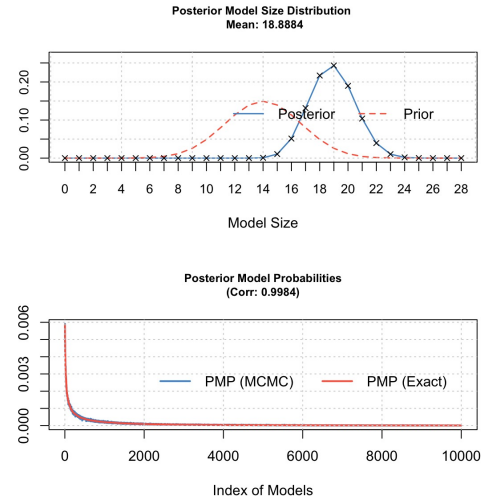 Posterior Model Size Distribution
Mean: 18.8884
0.00 0.10 0.20
Posterior Prior
0 2 4 6 8 10 12 14 16 18 20 22 24 26 28
Model Size
Posterior Model Probabilities
(Corr: 0.9984)
0.000 0.003 0.006
PMP (MCMC) PMP (Exact)
0 2000 4000 6000 8000 10000
Index of Models